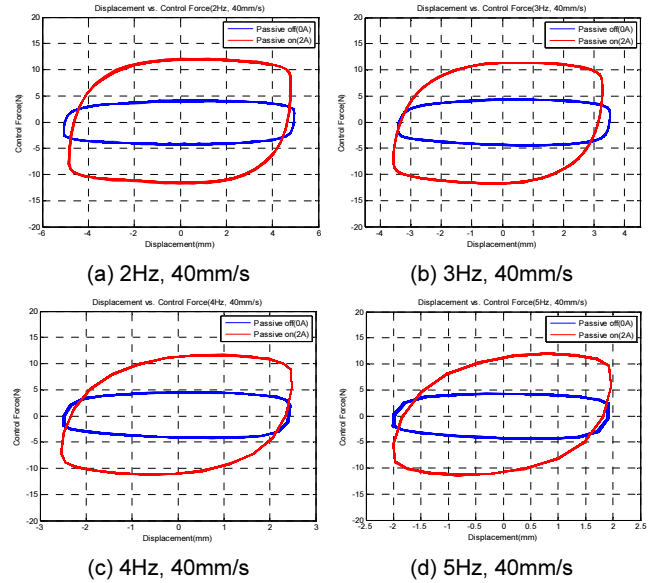 Displacement vs. Control Force(2Hz, 40mm/s)
Passive off(0A)
Passive on(2A)
20
15
10
5
0
-5
-10
-15
-20
Control Force(N)
-6 -4 -2 0 2 4 6
Displacement(mm)
(a) 2Hz, 40mm/s
Displacement vs. Control Force(3Hz, 40mm/s)
Passive off(0A)
Passive on(2A)
20
15
10
5
0
-5
-10
-15
-20
Control Force(N)
-4 -3 -2 -1 0 1 2 3 4
Displacement(mm)
(b) 3Hz, 40mm/s
Displacement vs. Control Force(4Hz, 40mm/s)
Passive off(0A)
Passive on(2A)
20
15
10
5
0
-5
-10
-15
-20
Control Force(N)
-3 -2 -1 0 1 2 3
Displacement(mm)
(c) 4Hz, 40mm/s
Displacement vs. Control Force(5Hz, 40mm/s)
Passive off(0A)
Passive on(2A)
20
15
10
5
0
-5
-10
-15
-20
Control Force(N)
-2.5 -2 -1.5 -1 -0.5 0 0.5 1 1.5 2 2.5
Displacement(mm)
(d) 5Hz, 40mm/s